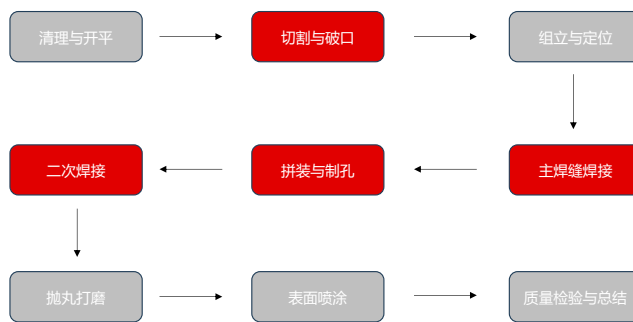 清理与开平
切割与破口
组立与定位
主焊缝焊接
拼装与制孔
二次焊接
抛丸打磨
表面喷涂
质量检验与总结